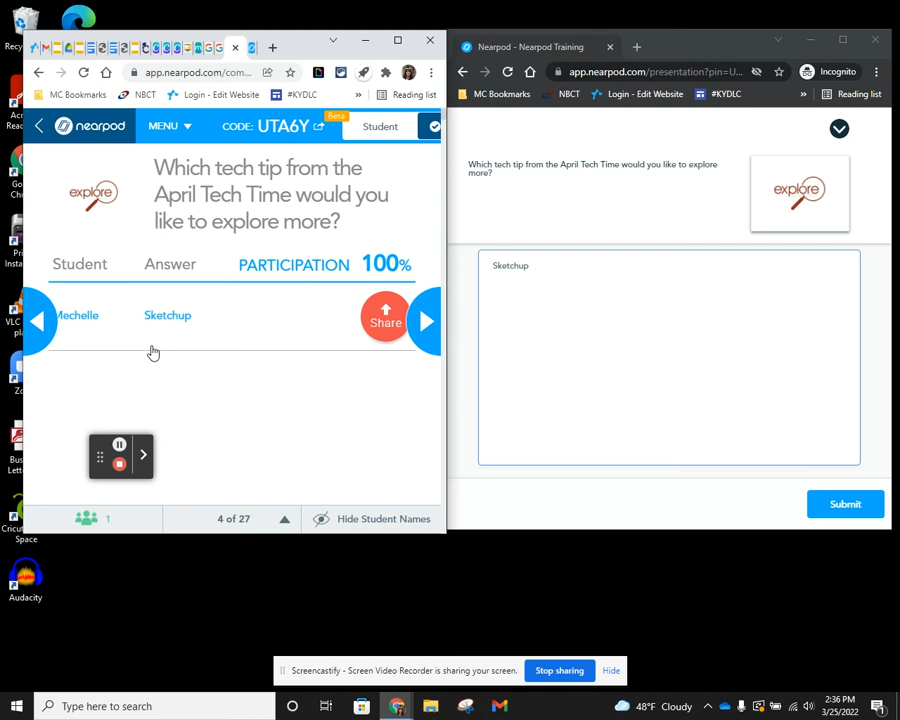 Recy
Acr
Read
Prin
Instal
VLC
pla
Zo
Bus
Lette
Cricut
Space
Audacity
app.nearpod.com/com...
MC Bookmarks
NBCT
Login - Edit Website
#KYDLC
»
Reading list
nearpod
MENU
CODE: UTA6Y
Beta
Student
explore
Which tech tip from the
April Tech Time would you
like to explore more?
Student
Answer
PARTICIPATION 100%
Mechelle
Sketchup
Share
1
4 of 27
Hide Student Names
Nearpod - Nearpod Training
app.nearpod.com/presentation?pin=U...
Incognito
MC Bookmarks
NBCT
Login - Edit Website
#KYDLC
»
Reading list
Which tech tip from the April Tech Time would you like to explore
more?
explore
Sketchup
Submit
Screencastify - Screen Video Recorder is sharing your screen.
Stop sharing
Hide
Type here to search
48°F Cloudy
2:36 PM
3/25/2022
1